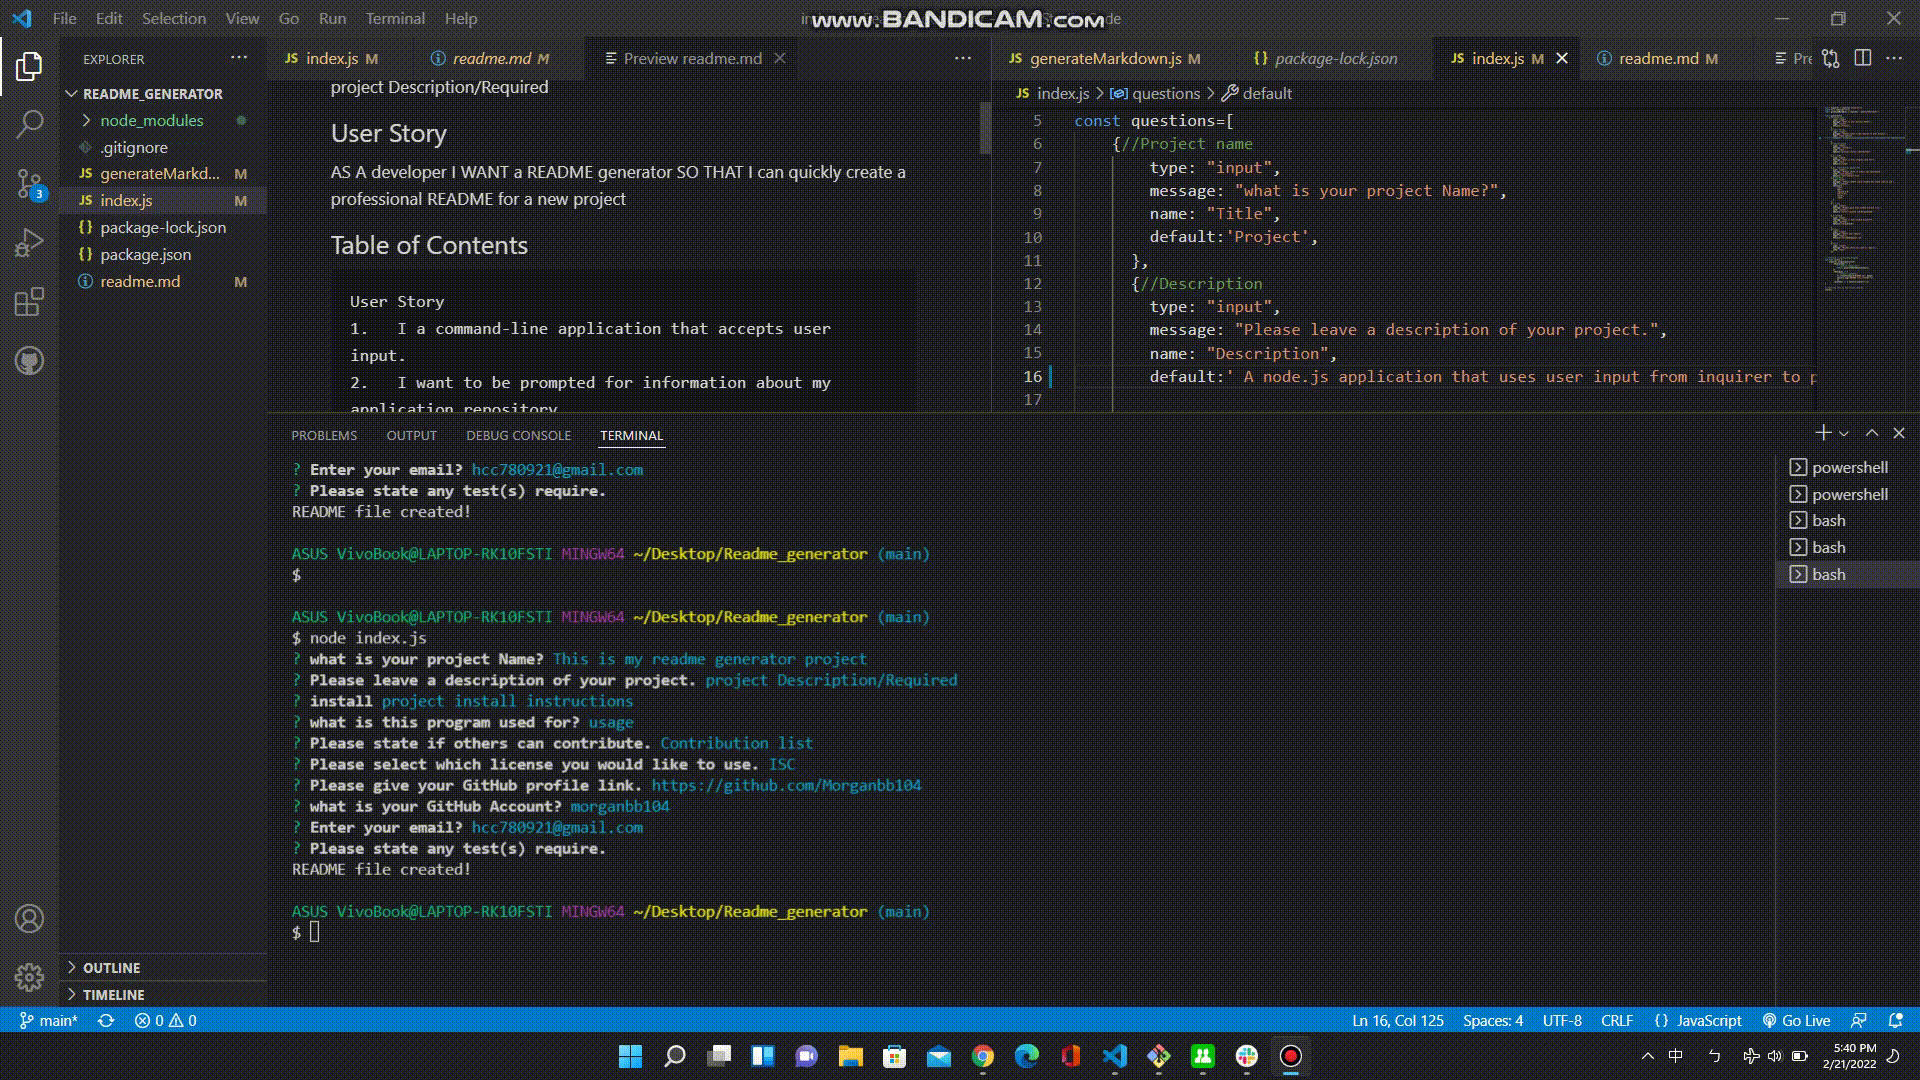 File Edit Selection View Go Run Terminal Help
www.BANDICAM.com
EXPLORER
README_GENERATOR
node_modules
.gitignore
JS generateMarkd... M
JS index.js M
{} package-lock.json
{} package.json
readme.md M
3
OUTLINE
TIMELINE
JS index.js M
readme.md M
Preview readme.md
project Description/Required
User Story
AS A developer I WANT a README generator SO THAT I can quickly create a
professional README for a new project
Table of Contents
User Story
1. I a command-line application that accepts user
input.
2. I want to be prompted for information about my
application repository
JS generateMarkdown.js M
{} package-lock.json
JS index.js M
readme.md M
Pre
JS index.js > questions > default
5 const questions=[
6 {//Project name
7 type: "input",
8 message: "what is your project Name?",
9 name: "Title",
10 default:'Project',
11 },
12 {//Description
13 type: "input",
14 message: "Please leave a description of your project.",
15 name: "Description",
16 default:' A node.js application that uses user input from inquirer to p
17
PROBLEMS OUTPUT DEBUG CONSOLE TERMINAL
? Enter your email? hcc780921@gmail.com
? Please state any test(s) require.
README file created!
ASUS VivoBook@LAPTOP-RK10FSTI MINGW64 ~/Desktop/Readme_generator (main)
$
ASUS VivoBook@LAPTOP-RK10FSTI MINGW64 ~/Desktop/Readme_generator (main)
$ node index.js
? what is your project Name? This is my readme generator project
? Please leave a description of your project. project Description/Required
? install project install instructions
? what is this program used for? usage
? Please state if others can contribute. Contribution list
? Please select which license you would like to use. ISC
? Please give your GitHub profile link. https://github.com/Morganbb104
? what is your GitHub Account? morganbb104
? Enter your email? hcc780921@gmail.com
? Please state any test(s) require.
README file created!
ASUS VivoBook@LAPTOP-RK10FSTI MINGW64 ~/Desktop/Readme_generator (main)
$
powershell
powershell
bash
bash
bash
main* 0 0
Ln 16, Col 125 Spaces: 4 UTF-8 CRLF {} JavaScript Go Live
中 ㄅ
5:40 PM
2/21/2022